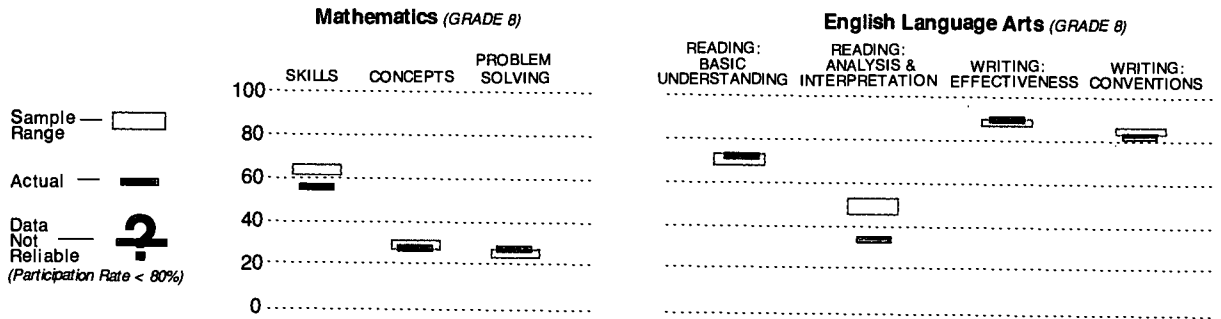 Mathematics (GRADE 8)
SKILLS
CONCEPTS
PROBLEM
SOLVING
English Language Arts (GRADE 8)
READING:
BASIC
UNDERSTANDING
READING:
ANALYSIS &
INTERPRETATION
WRITING:
EFFECTIVENESS
WRITING:
CONVENTIONS
Sample
Range
Actual
Data
Not
Reliable
?
(Participation Rate < 80%)
100
80
60
40
20
0